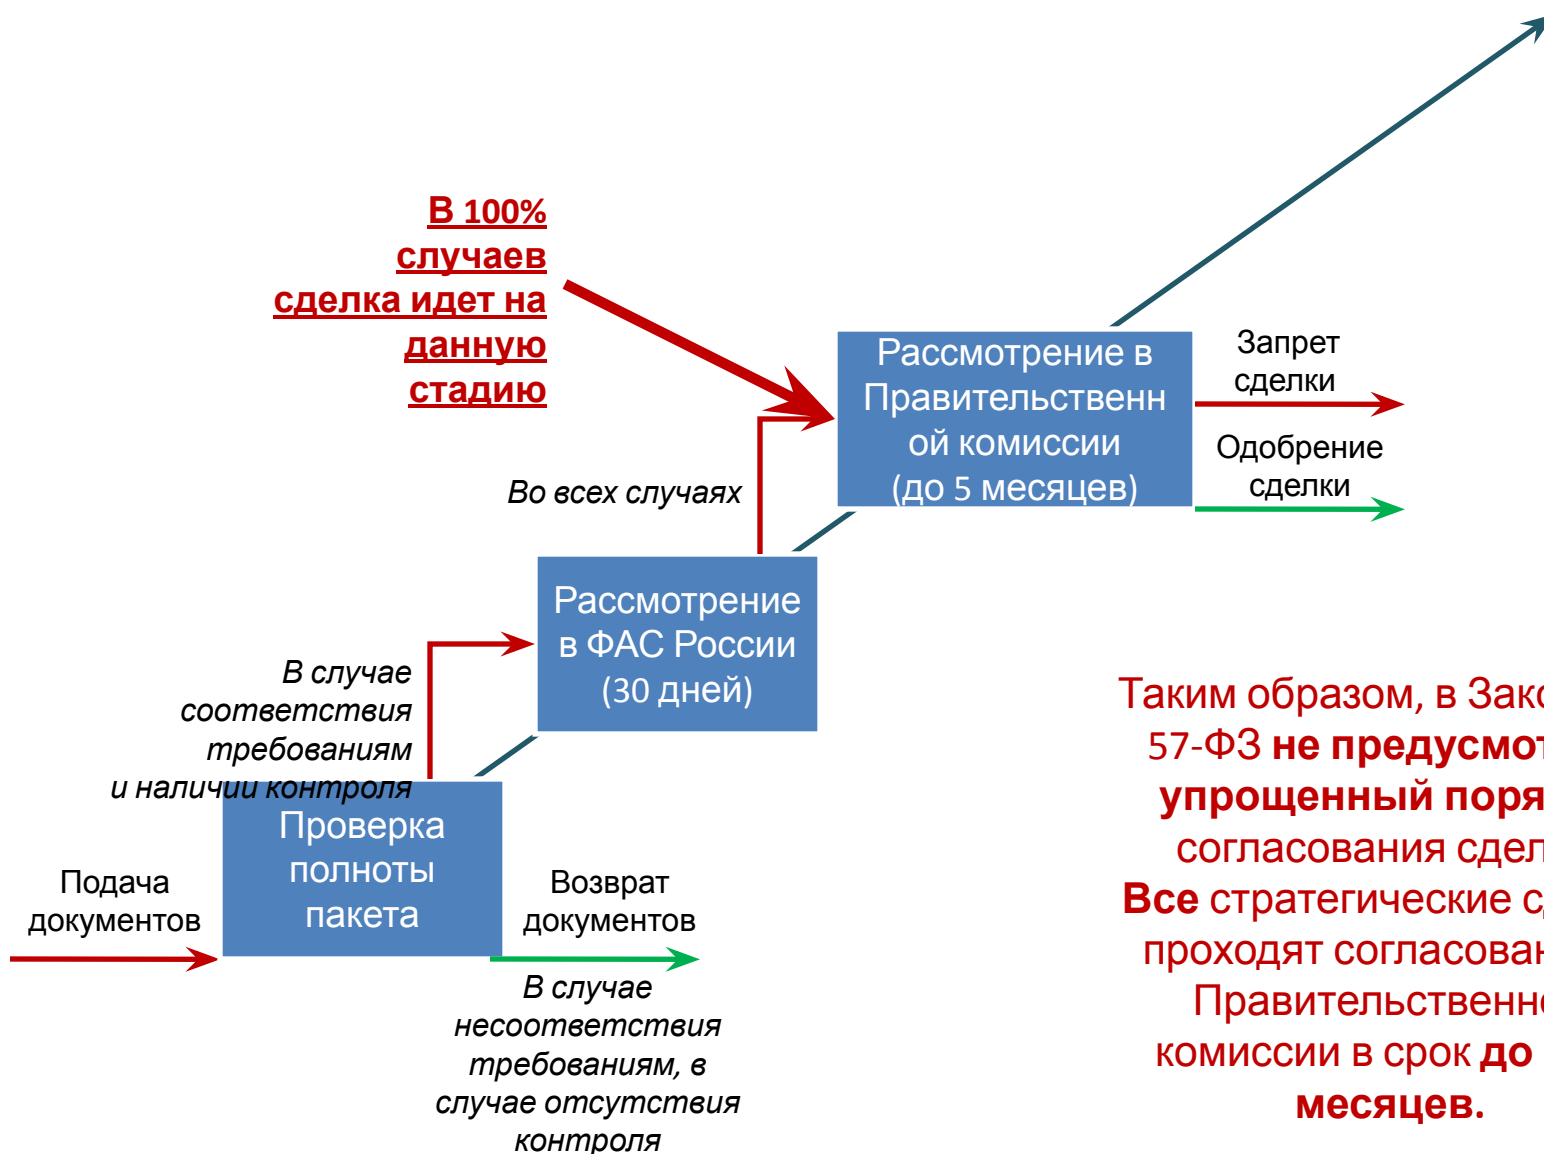 В 100%
случаев
сделка идет на
данную
стадию
Рассмотрение в
Правительственн
ой комиссии
(до 5 месяцев)
Запрет
сделки
Одобрение
сделки
Во всех случаях
Рассмотрение
в ФАС России
(30 дней)
В случае
соответствия
требованиям
и наличии контроля
Проверка
полноты
пакета
Подача
документов
Возврат
документов
В случае
несоответствия
требованиям, в
случае отсутствия
контроля
Таким образом, в
57-ФЗ не
упрощенный
согласования
Все стратегические
проходят
комиссии в срок до
месяцев.